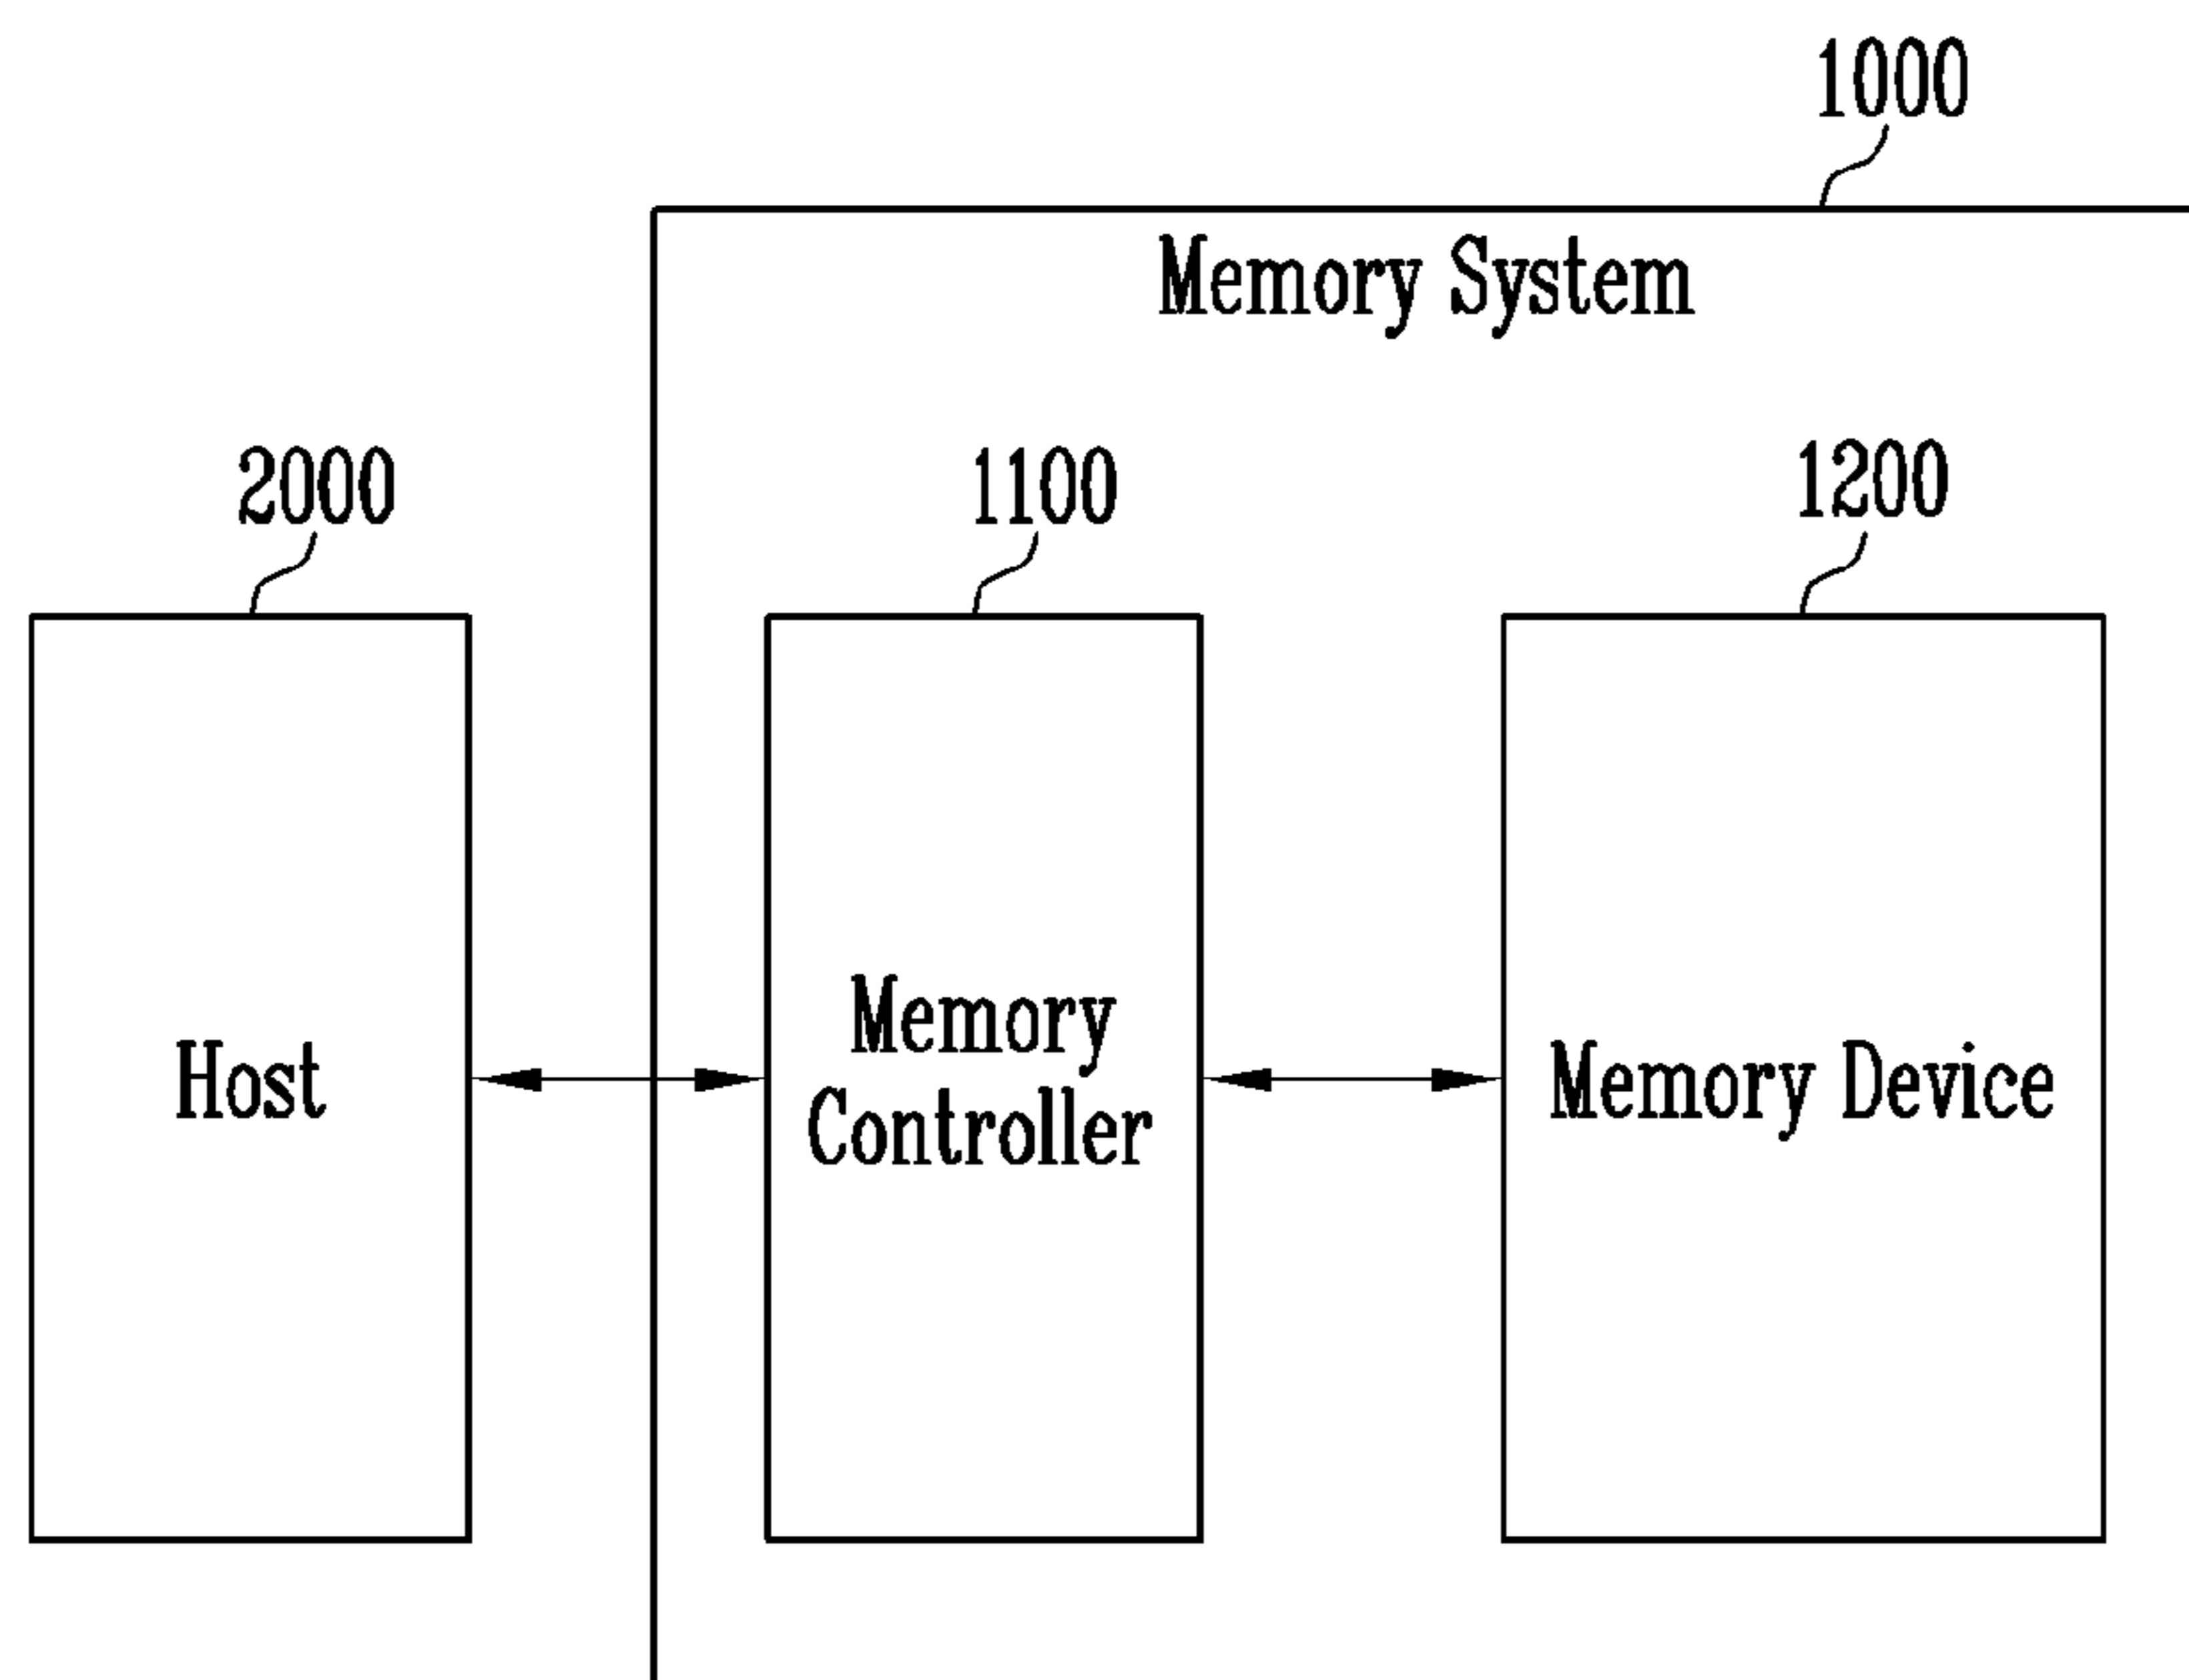 1000
Memory System
2000
1100
1200
Host
Memory
Controller
Memory Device